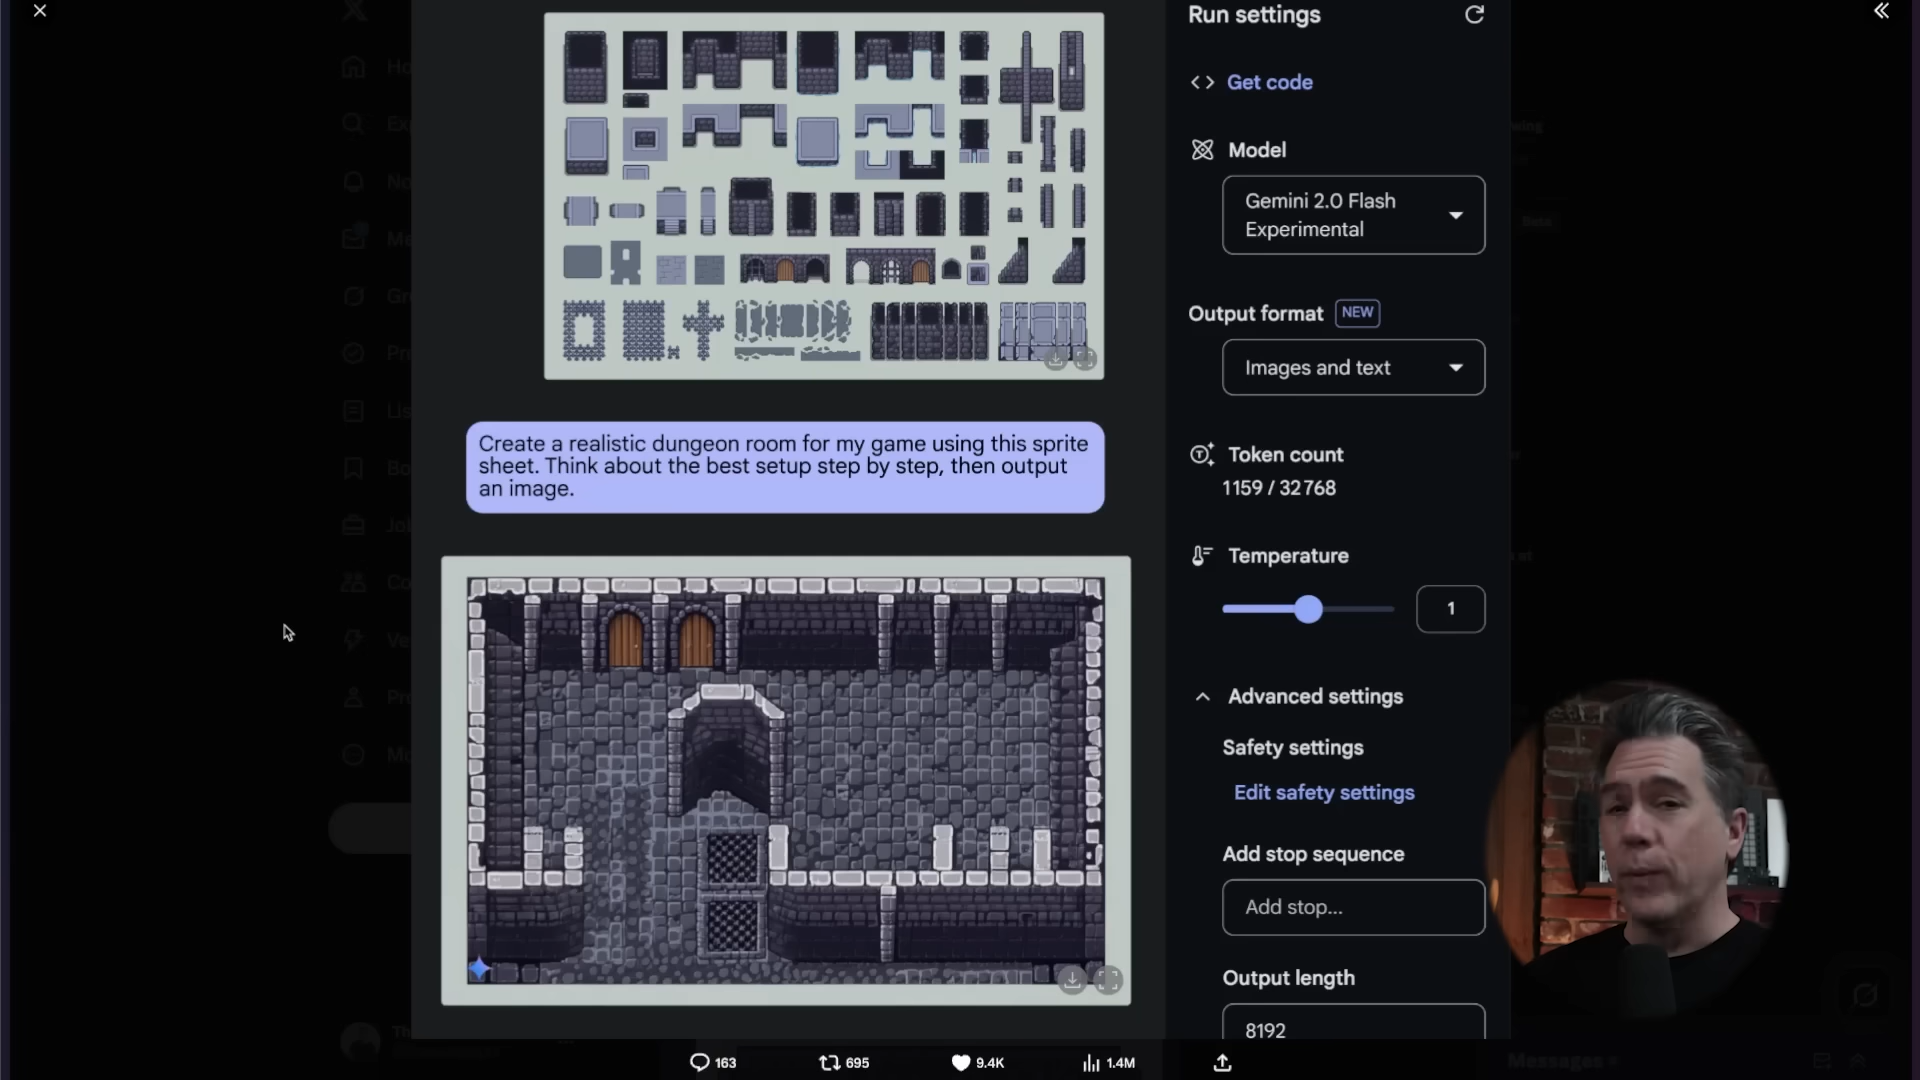 Run settings
Get code
Model
Gemini 2.0 Flash
Experimental
Output format NEW
Images and text
Token count
1159 / 32768
Temperature
1
Advanced settings
Safety settings
Edit safety settings
Add stop sequence
Add stop...
Output length
8192
Create a realistic dungeon room for my game using this sprite
sheet. Think about the best setup step by step, then output
an image.
163
695
9.4K
1.4M
Messages